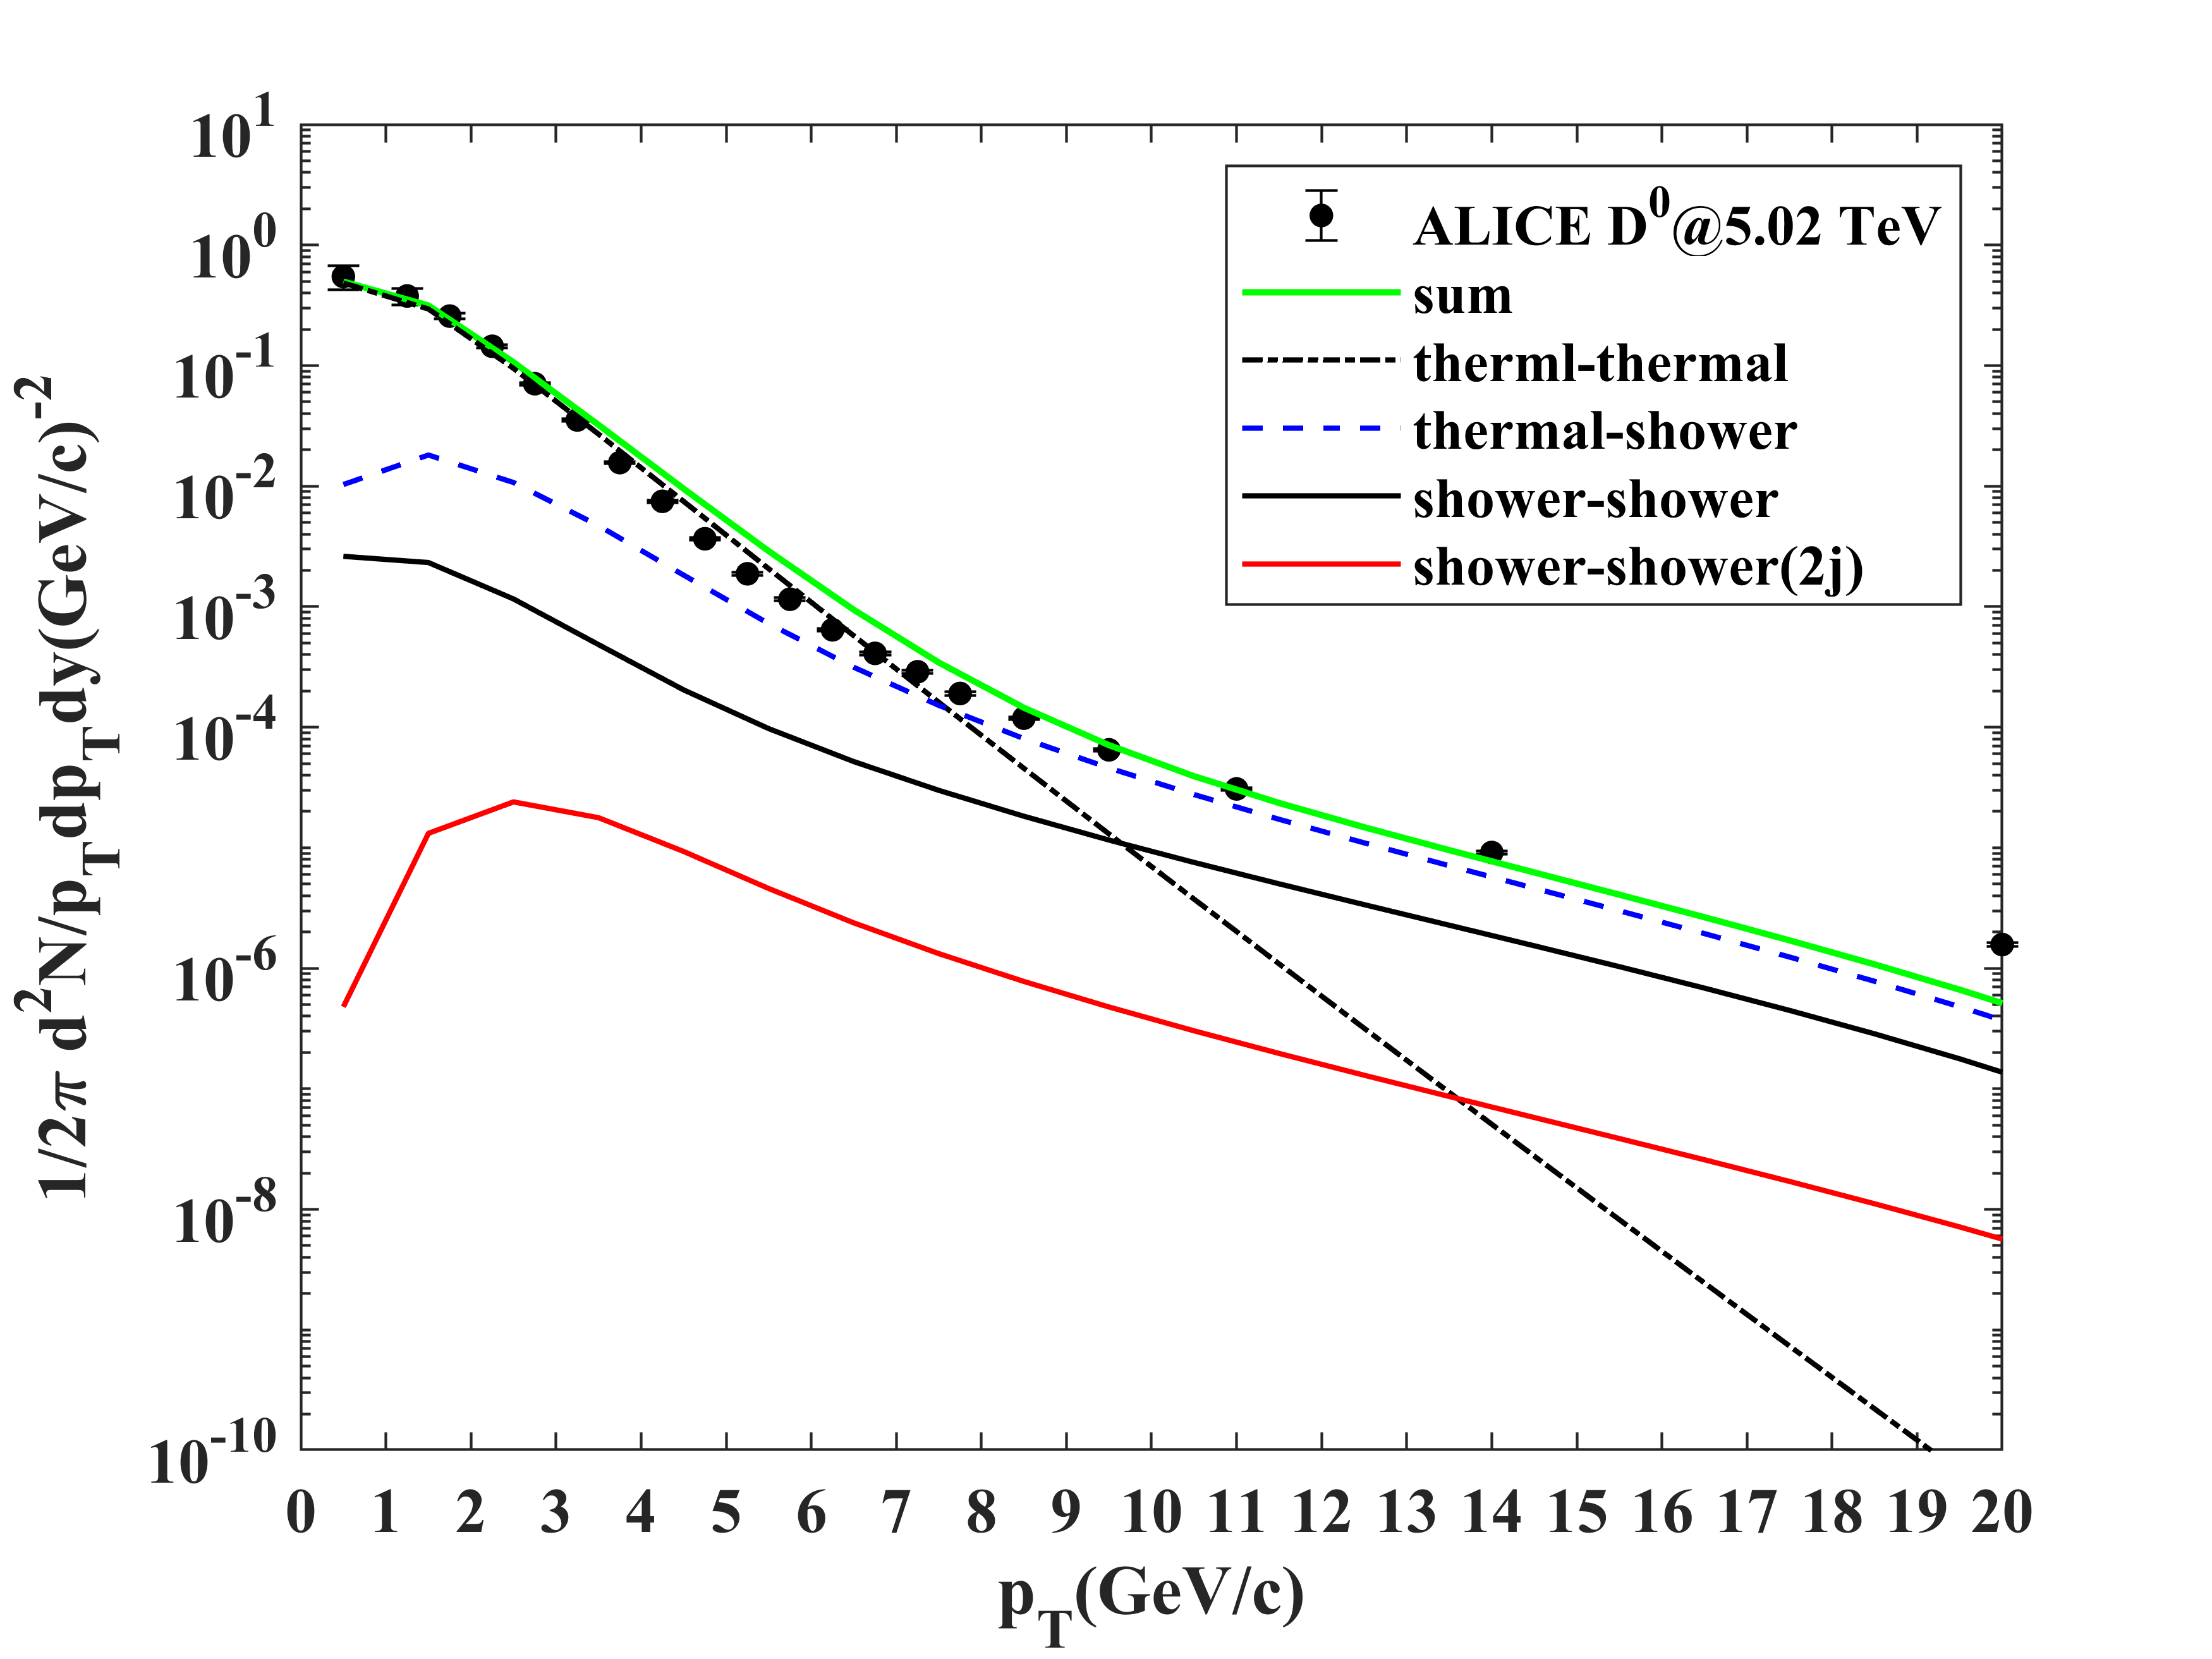 10^1
10^0
10^-1
10^-2
10^-3
10^-4
10^-6
10^-8
10^-10
1/2π d^2N/p_Tdp_Tdy(GeV/c)^-2
ALICE D^0@5.02 TeV
sum
therml-thermal
thermal-shower
shower-shower
shower-shower(2j)
0 1 2 3 4 5 6 7 8 9 10 11 12 13 14 15 16 17 18 19 20
p_T(GeV/c)